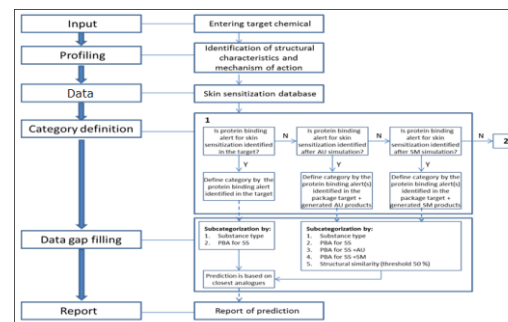 Input
Entering target chemical
Profiling
Identification of structural
characteristics and
mechanism of action
Data
Skin sensitization database
Category definition
1
Is protein binding
alert for skin
sensitization identified
in the target?
N
Is protein binding
alert for skin
sensitization identified
after AU simulation?
N
Is protein binding
alert for skin
sensitization identified
after SM simulation?
N
2
Y
Y
Y
Define category by the
protein binding alert
identified in the target
Define category by the
protein binding alert(s)
identified in the
package target +
generated AU products
Define category by the
protein binding alert(s)
identified in the
package target +
generated SM products
Data gap filling
Subcategorization by:
1. Substance type
2. PBA for SS
Subcategorization by:
1. Substance type
2. PBA for SS
3. PBA for SS +AU
4. PBA for SS +SM
5. Structural similarity (threshold 50 %)
Prediction is based on
closest analogues
Report
Report of prediction